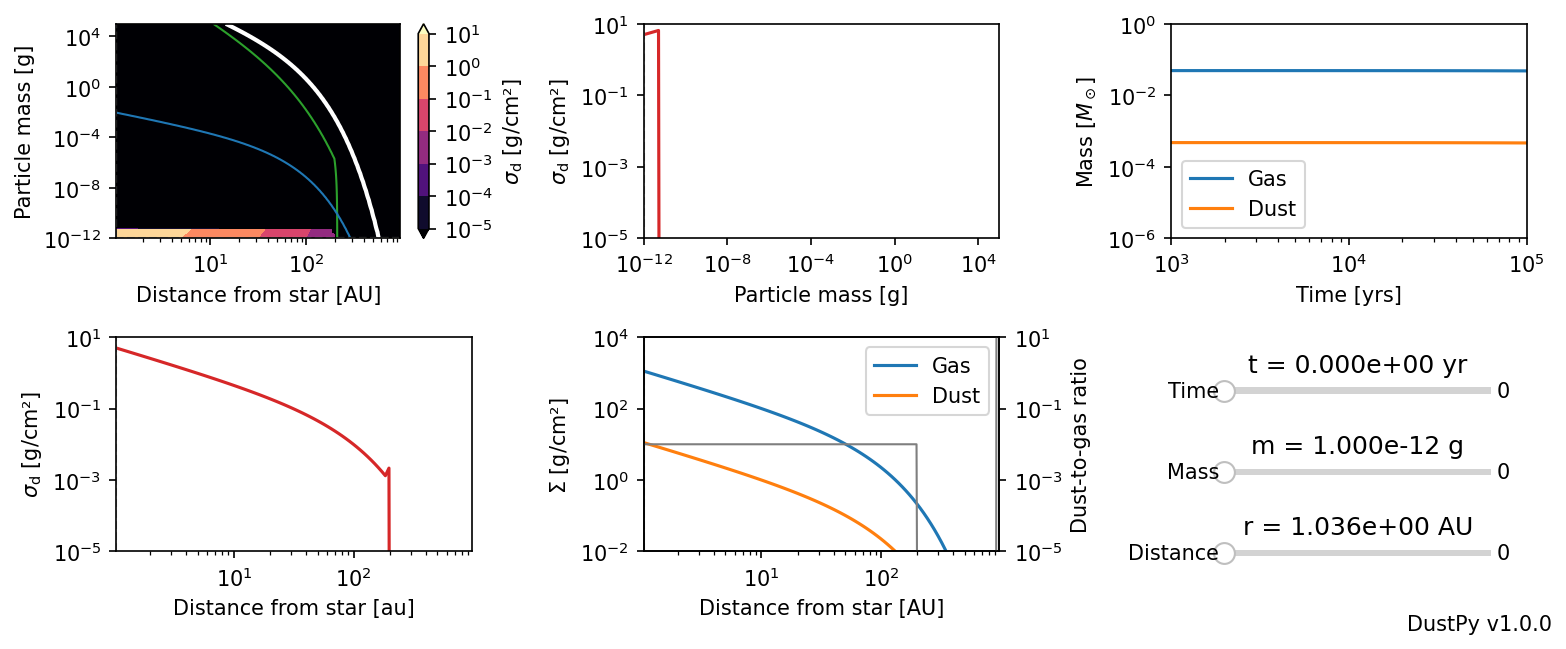 Particle mass [g]
10⁴
10⁰
10⁻⁴
10⁻⁸
10⁻¹²
10¹
10²
Distance from star [AU]
10¹
10⁰
10⁻¹
10⁻²
10⁻³
10⁻⁴
10⁻⁵
σd [g/cm²]
σd [g/cm²]
10¹
10⁻¹
10⁻³
10⁻⁵
10⁻¹²
10⁻⁸
10⁻⁴
10⁰
10⁴
Particle mass [g]
Mass [M⊙]
10⁰
10⁻²
10⁻⁴
10⁻⁶
Gas
Dust
10³
10⁴
10⁵
Time [yrs]
σd [g/cm²]
10¹
10⁻¹
10⁻³
10⁻⁵
10¹
10²
Distance from star [au]
Σ [g/cm²]
10⁴
10²
10⁰
10⁻²
Gas
Dust
10¹
10²
Distance from star [AU]
10¹
10⁻¹
10⁻³
10⁻⁵
Dust-to-gas ratio
t = 0.000e+00 yr
Time 0
m = 1.000e-12 g
Mass 0
r = 1.036e+00 AU
Distance 0
DustPy v1.0.0